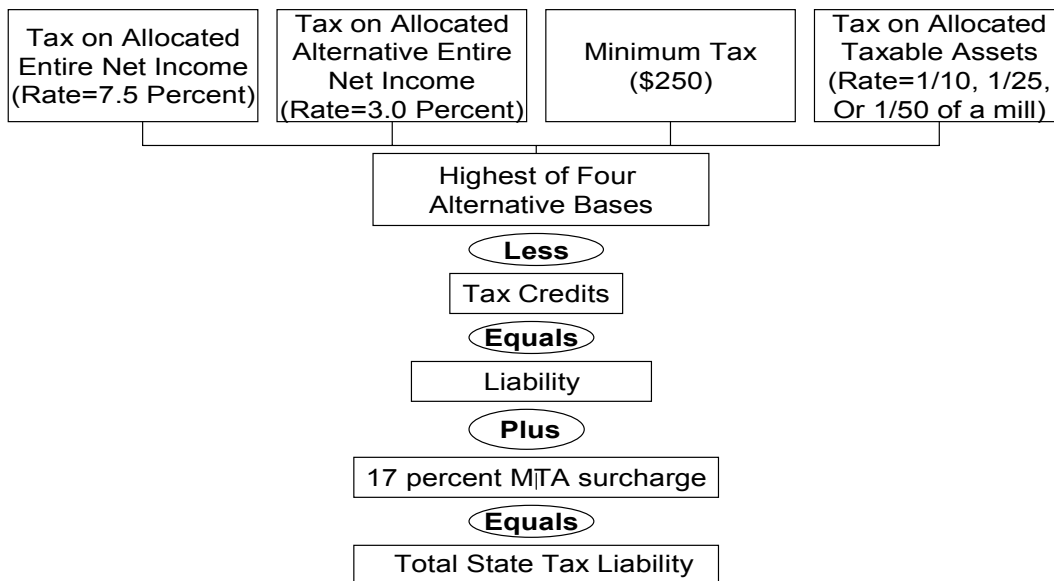 Tax on Allocated
Entire Net Income
(Rate=7.5 Percent)
Tax on Allocated
Alternative Entire
Net Income
(Rate=3.0 Percent)
Minimum Tax
($250)
Tax on Allocated
Taxable Assets
(Rate=1/10, 1/25,
Or 1/50 of a mill)
Highest of Four
Alternative Bases
Less
Tax Credits
Equals
Liability
Plus
17 percent MTA surcharge
Equals
Total State Tax Liability